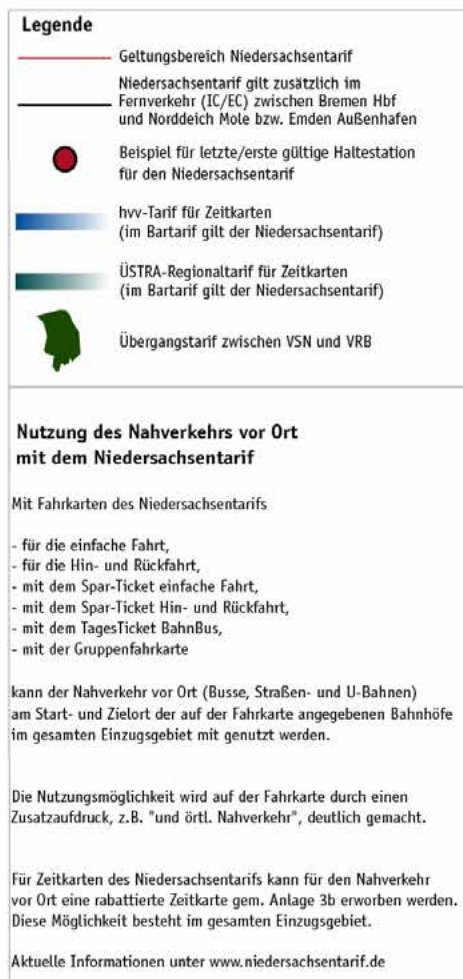 Legende
Geltungsbereich Niedersachsentarif
Niedersachsentarif gilt zusätzlich im
Fernverkehr (IC/EC) zwischen Bremen Hbf
und Norddeich Mole bzw. Emden Außenhafen
Beispiel für letzte/erste gültige Haltestation
für den Niedersachsentarif
hvv-Tarif für Zeitkarten
(im Bartarif gilt der Niedersachsentarif)
ÜSTRA-Regionaltarif für Zeitkarten
(im Bartarif gilt der Niedersachsentarif)
Übergangstarif zwischen VSN und VRB
Nutzung des Nahverkehrs vor Ort
mit dem Niedersachsentarif
Mit Fahrkarten des Niedersachsentarifs
- für die einfache Fahrt,
- für die Hin- und Rückfahrt,
- mit dem Spar-Ticket einfache Fahrt,
- mit dem Spar-Ticket Hin- und Rückfahrt,
- mit dem TagesTicket BahnBus,
- mit der Gruppenfahrkarte
kann der Nahverkehr vor Ort (Busse, Straßen- und U-Bahnen)
am Start- und Zielort der auf der Fahrkarte angegebenen Bahnhöfe
im gesamten Einzugsgebiet mit genutzt werden.
Die Nutzungsmöglichkeit wird auf der Fahrkarte durch einen
Zusatzaufdruck, z.B. "und örtl. Nahverkehr", deutlich gemacht.
Für Zeitkarten des Niedersachsentarifs kann für den Nahverkehr
vor Ort eine rabattierte Zeitkarte gem. Anlage 3b erworben werden.
Diese Möglichkeit besteht im gesamten Einzugsgebiet.
Aktuelle Informationen unter www.niedersachsentarif.de